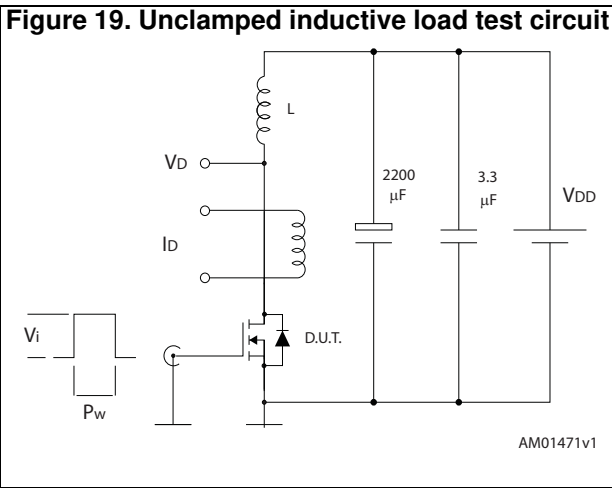 Figure 19. Unclamped inductive load test circuit
L
VD
2200
μF
3.3
μF
VDD
ID
Vi
D.U.T.
Pw
AM01471v1